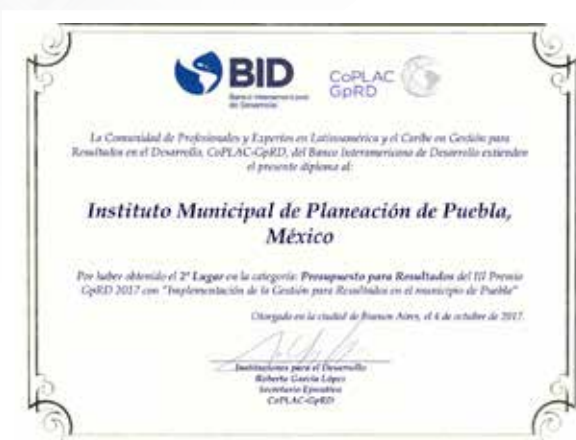 BID
Banco Interamericano
de Desarrollo
CoPLAC
GpRD
La Comunidad de Profesionales y Expertos en Latinoamérica y el Caribe en Gestión para
Resultados en el Desarrollo, CoPLAC-GpRD, del Banco Interamericano de Desarrollo extienden
el presente diploma al:
Instituto Municipal de Planeación de Puebla,
México
Por haber obtenido el 2º Lugar en la categoría: Presupuesto para Resultados del III Premio
GpRD 2017 con "Implementación de la Gestión para Resultados en el municipio de Puebla"
Otorgado en la ciudad de Buenos Aires, el 4 de octubre de 2017.
Instituciones para el Desarrollo
Roberto García López
Secretario Ejecutivo
CoPLAC-GpRD